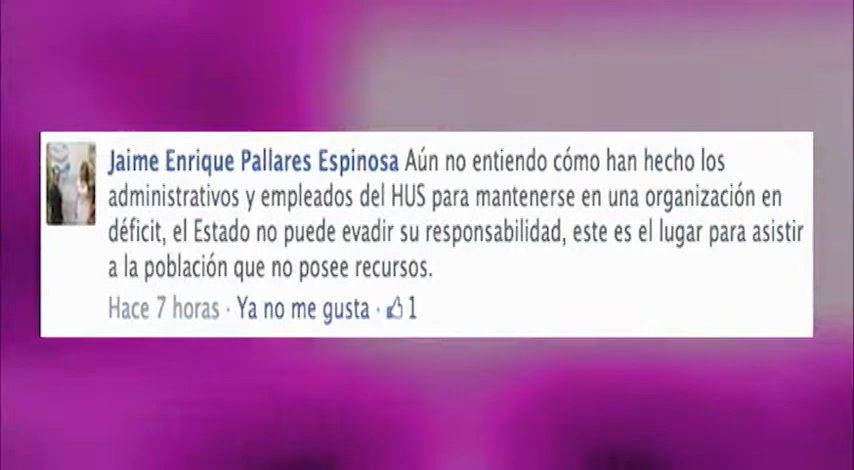 Jaime Enrique Pallares Espinosa Aún no entiendo cómo han hecho los
administrativos y empleados del HUS para mantenerse en una organización en
déficit, el Estado no puede evadir su responsabilidad, este es el lugar para asistir
a la población que no posee recursos.
Hace 7 horas · Ya no me gusta · 1